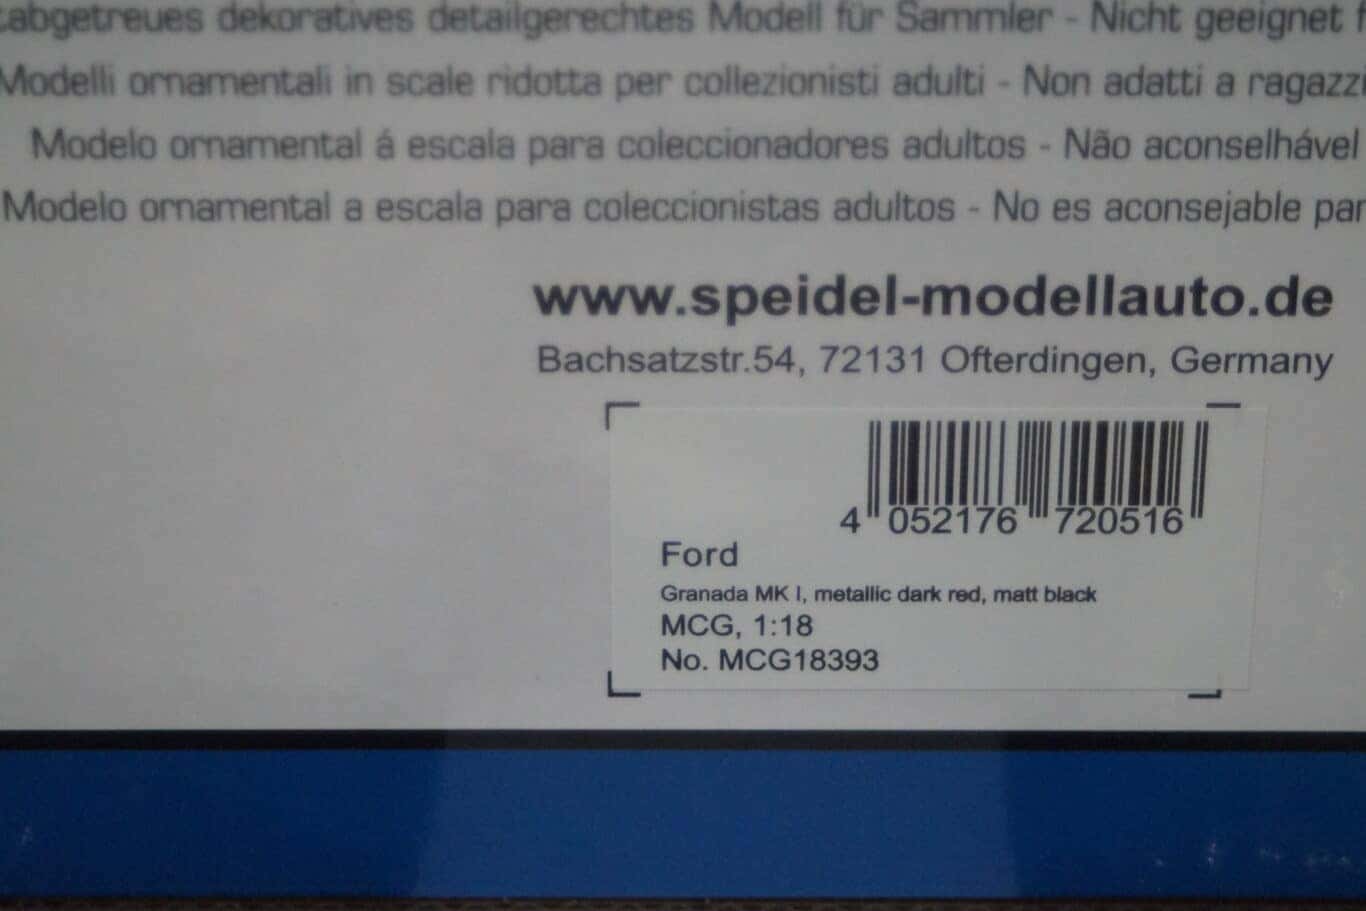 tabgetreues dekoratives detailgerechtes Modell für Sammler - Nicht geeignet f
Modelli ornamentali in scale ridotta per collezionisti adulti - Non adatti a ragazzi
Modelo ornamental á escala para coleccionadores adultos - Não aconselhável
Modelo ornamental a escala para coleccionistas adultos - No es aconsejable par
www.speidel-modellauto.de
Bachsatzstr.54, 72131 Ofterdingen, Germany
4 052176 720516
Ford
Granada MK I, metallic dark red, matt black
MCG, 1:18
No. MCG18393